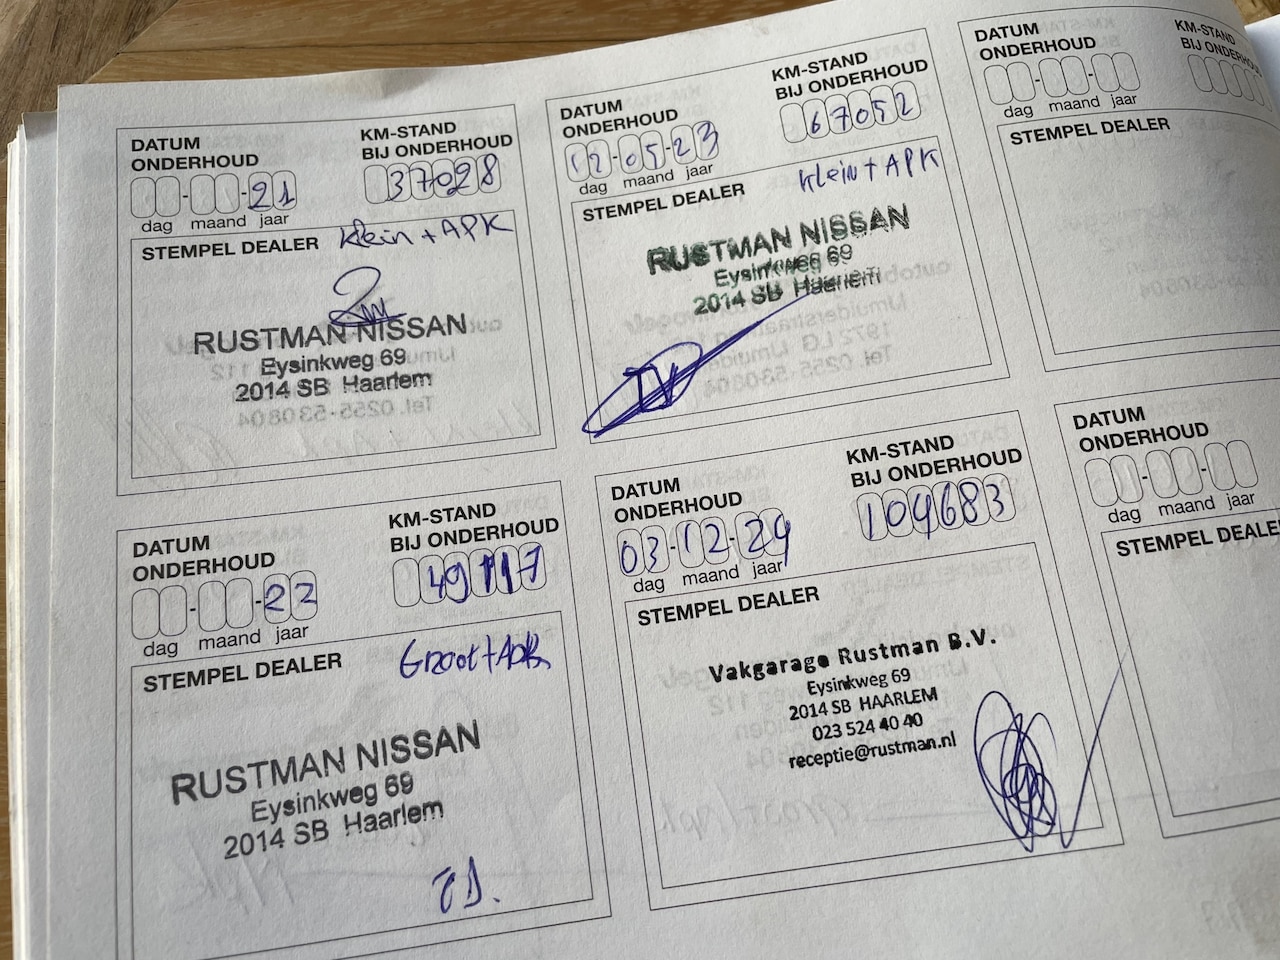 DATUM
ONDERHOUD
KM-STAND
BIJ ONDERHOUD
21
37028
dag maand jaar
STEMPEL DEALER
klein + APK
RUSTMAN NISSAN
Eysinkweg 69
2014 SB Haarlem
DATUM
ONDERHOUD
KM-STAND
BIJ ONDERHOUD
12-05-23
67052
dag maand jaar
STEMPEL DEALER
klein + APK
RUSTMAN NISSAN
Eysinkweg 69
2014 SB Haarlem
DATUM
ONDERHOUD
KM-STAND
BIJ ONDERHOUD
dag maand jaar
STEMPEL DEALER
DATUM
ONDERHOUD
KM-STAND
BIJ ONDERHOUD
22
49117
dag maand jaar
STEMPEL DEALER
Groot + APK
RUSTMAN NISSAN
Eysinkweg 69
2014 SB Haarlem
DATUM
ONDERHOUD
KM-STAND
BIJ ONDERHOUD
03-12-24
104683
dag maand jaar
STEMPEL DEALER
Vakgarage Rustman B.V.
Eysinkweg 69
2014 SB HAARLEM
023 524 40 40
receptie@rustman.nl
DATUM
ONDERHOUD
dag maand jaar
STEMPEL DEALER